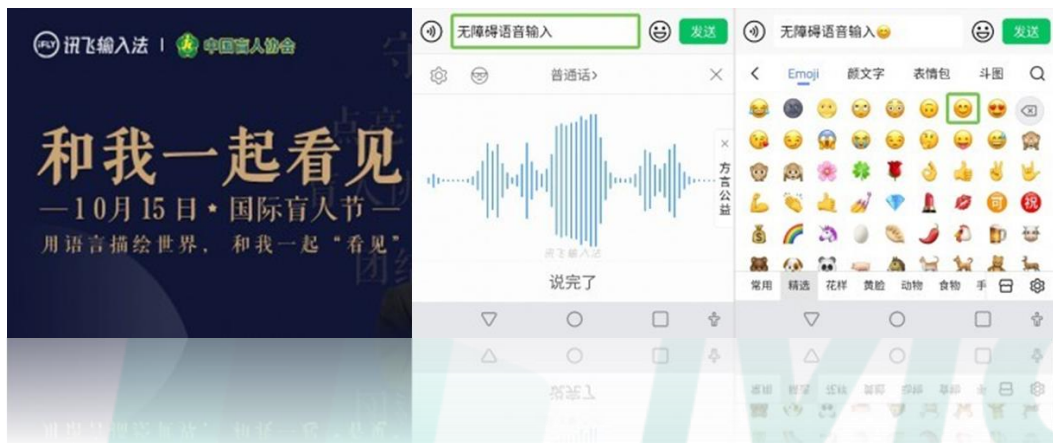 iFLY 讯飞输入法 | 中国盲人协会
和我一起看见
—10月15日·国际盲人节—
用语言描绘世界，和我一起“看见”
无障碍语音输入
发送
普通话>
方言公益
讯飞输入法
说完了
无障碍语音输入😊
发送
Emoji 颜文字 表情包 斗图
可
祝
常用 精选 花样 黄脸 动物 食物 手